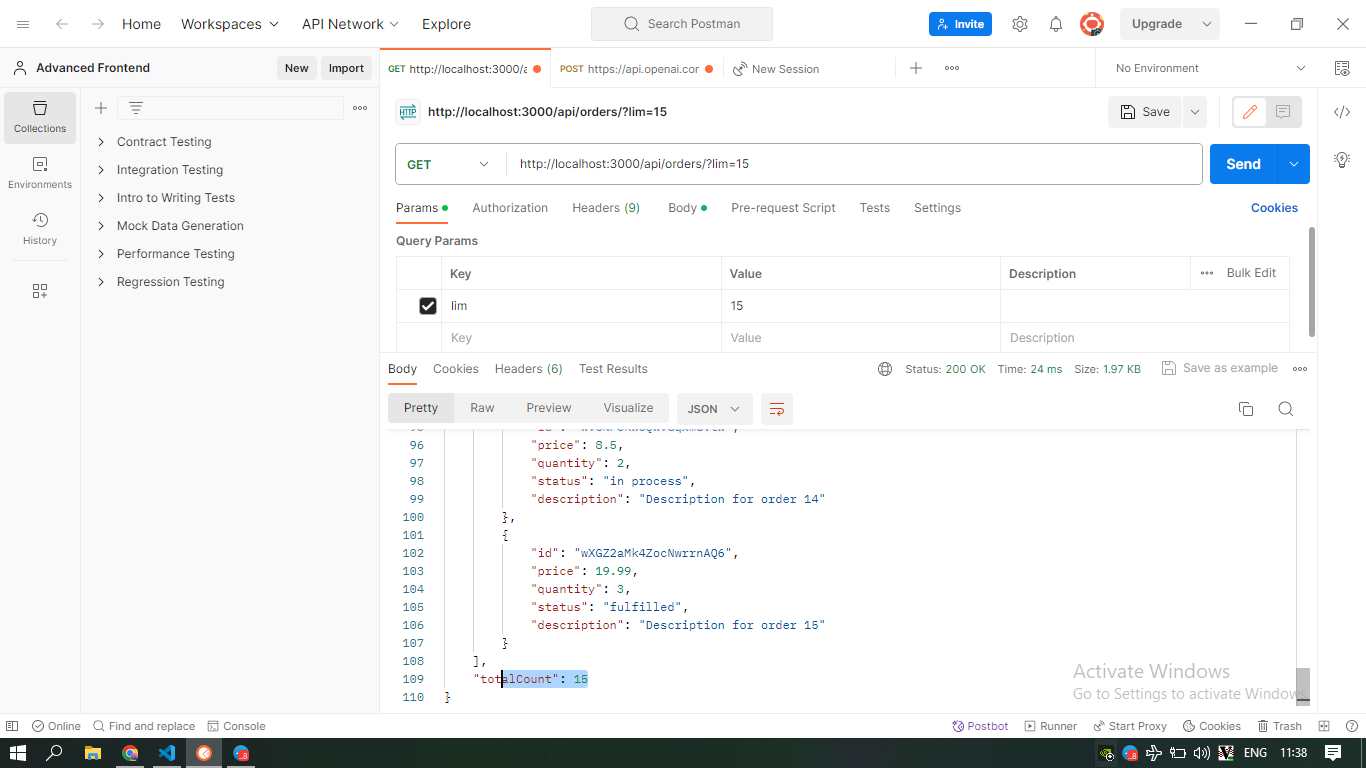 Home Workspaces API Network Explore Search Postman Invite Upgrade
Advanced Frontend New Import GET http://localhost:3000/a POST https://api.openai.cor New Session No Environment
Collections
Environments
History
Contract Testing
Integration Testing
Intro to Writing Tests
Mock Data Generation
Performance Testing
Regression Testing
HTTP http://localhost:3000/api/orders/?lim=15 Save
GET http://localhost:3000/api/orders/?lim=15 Send
Params Authorization Headers (9) Body Pre-request Script Tests Settings Cookies
Query Params
Key Value Description Bulk Edit
lim 15
Key Value Description
Body Cookies Headers (6) Test Results Status: 200 OK Time: 24 ms Size: 1.97 KB Save as example
Pretty Raw Preview Visualize JSON
96 "price": 8.5,
97 "quantity": 2,
98 "status": "in process",
99 "description": "Description for order 14"
100 },
101 {
102 "id": "wXGZ2aMk4ZocNwrrnAQ6",
103 "price": 19.99,
104 "quantity": 3,
105 "status": "fulfilled",
106 "description": "Description for order 15"
107 }
108 ],
109 "totalCount": 15
110 }
Activate Windows
Go to Settings to activate Windows.
Online Find and replace Console Postbot Runner Start Proxy Cookies Trash
ENG 11:38